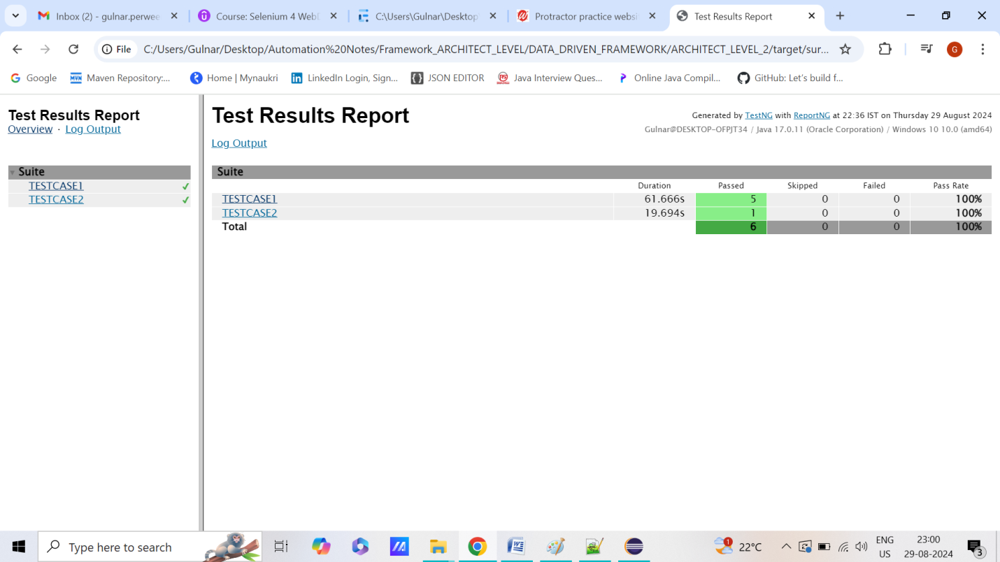 Inbox (2) - gulnar.perwee
Course: Selenium 4 WebD
C:\Users\Gulnar\Desktop\
Protractor practice websi
Test Results Report
File
C:/Users/Gulnar/Desktop/Automation%20Notes/Framework_ARCHITECT_LEVEL/DATA_DRIVEN_FRAMEWORK/ARCHITECT_LEVEL_2/target/sur...
G
Google
Maven Repository:...
Home | Mynaukri
LinkedIn Login, Sign...
JSON EDITOR
Java Interview Ques...
Online Java Compil...
GitHub: Let's build f...
Test Results Report
Overview · Log Output
Suite
TESTCASE1
TESTCASE2
Test Results Report
Generated by TestNG with ReportNG at 22:36 IST on Thursday 29 August 2024
Gulnar@DESKTOP-OFPJT34 / Java 17.0.11 (Oracle Corporation) / Windows 10 10.0 (amd64)
Log Output
Suite
Duration Passed Skipped Failed Pass Rate
TESTCASE1 61.666s 5 0 0 100%
TESTCASE2 19.694s 1 0 0 100%
Total 6 0 0 100%
Type here to search
1
22°C
ENG
US
23:00
29-08-2024
3